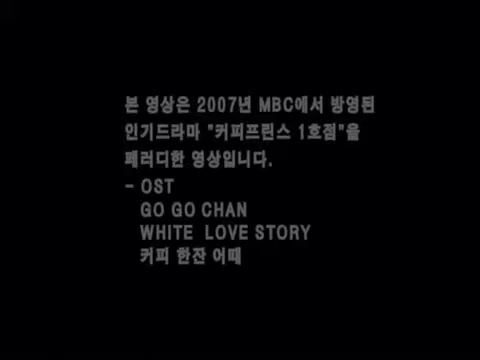 본 영상은 2007년 MBC에서 방영된
인기드라마 "커피프린스 1호점"을
페러디한 영상입니다.
- OST
GO GO CHAN
WHITE LOVE STORY
커피 한잔 어때